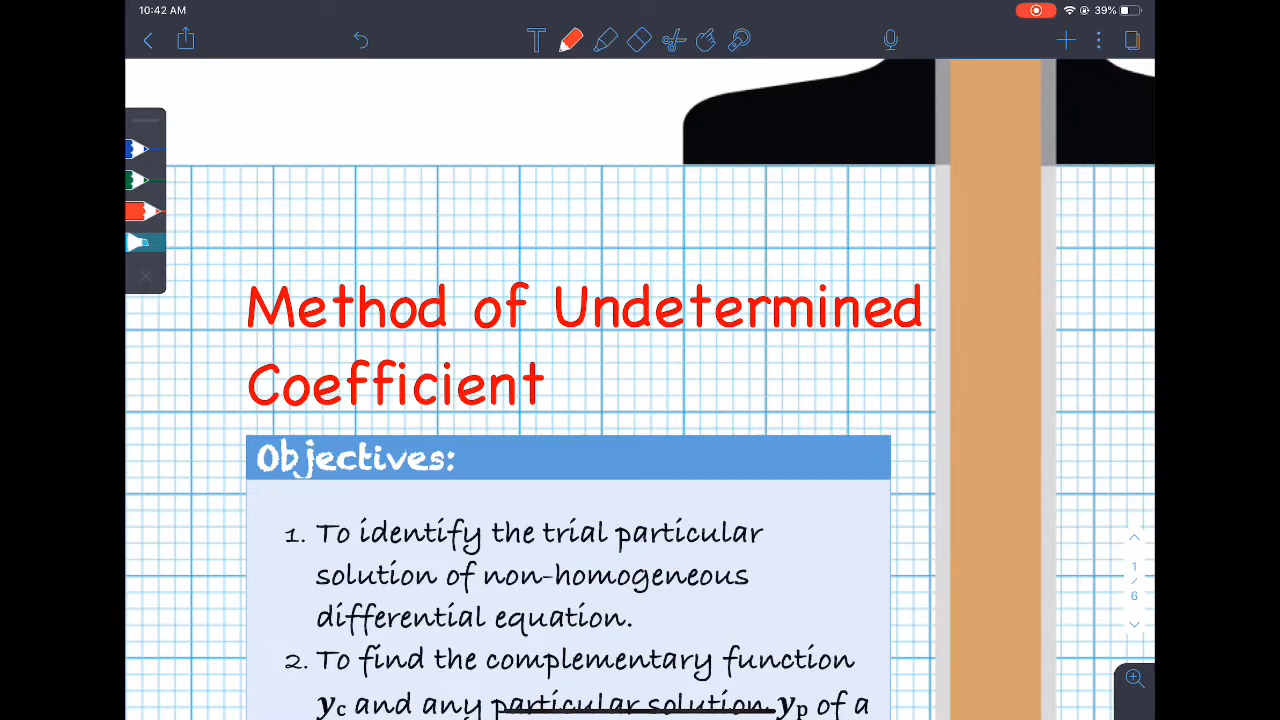 10:42 AM
39%
Method of Undetermined
Coefficient
Objectives:
1. To identify the trial particular
solution of non-homogeneous
differential equation.
2. To find the complementary function
yc and any particular solution yp of a
1
/
6